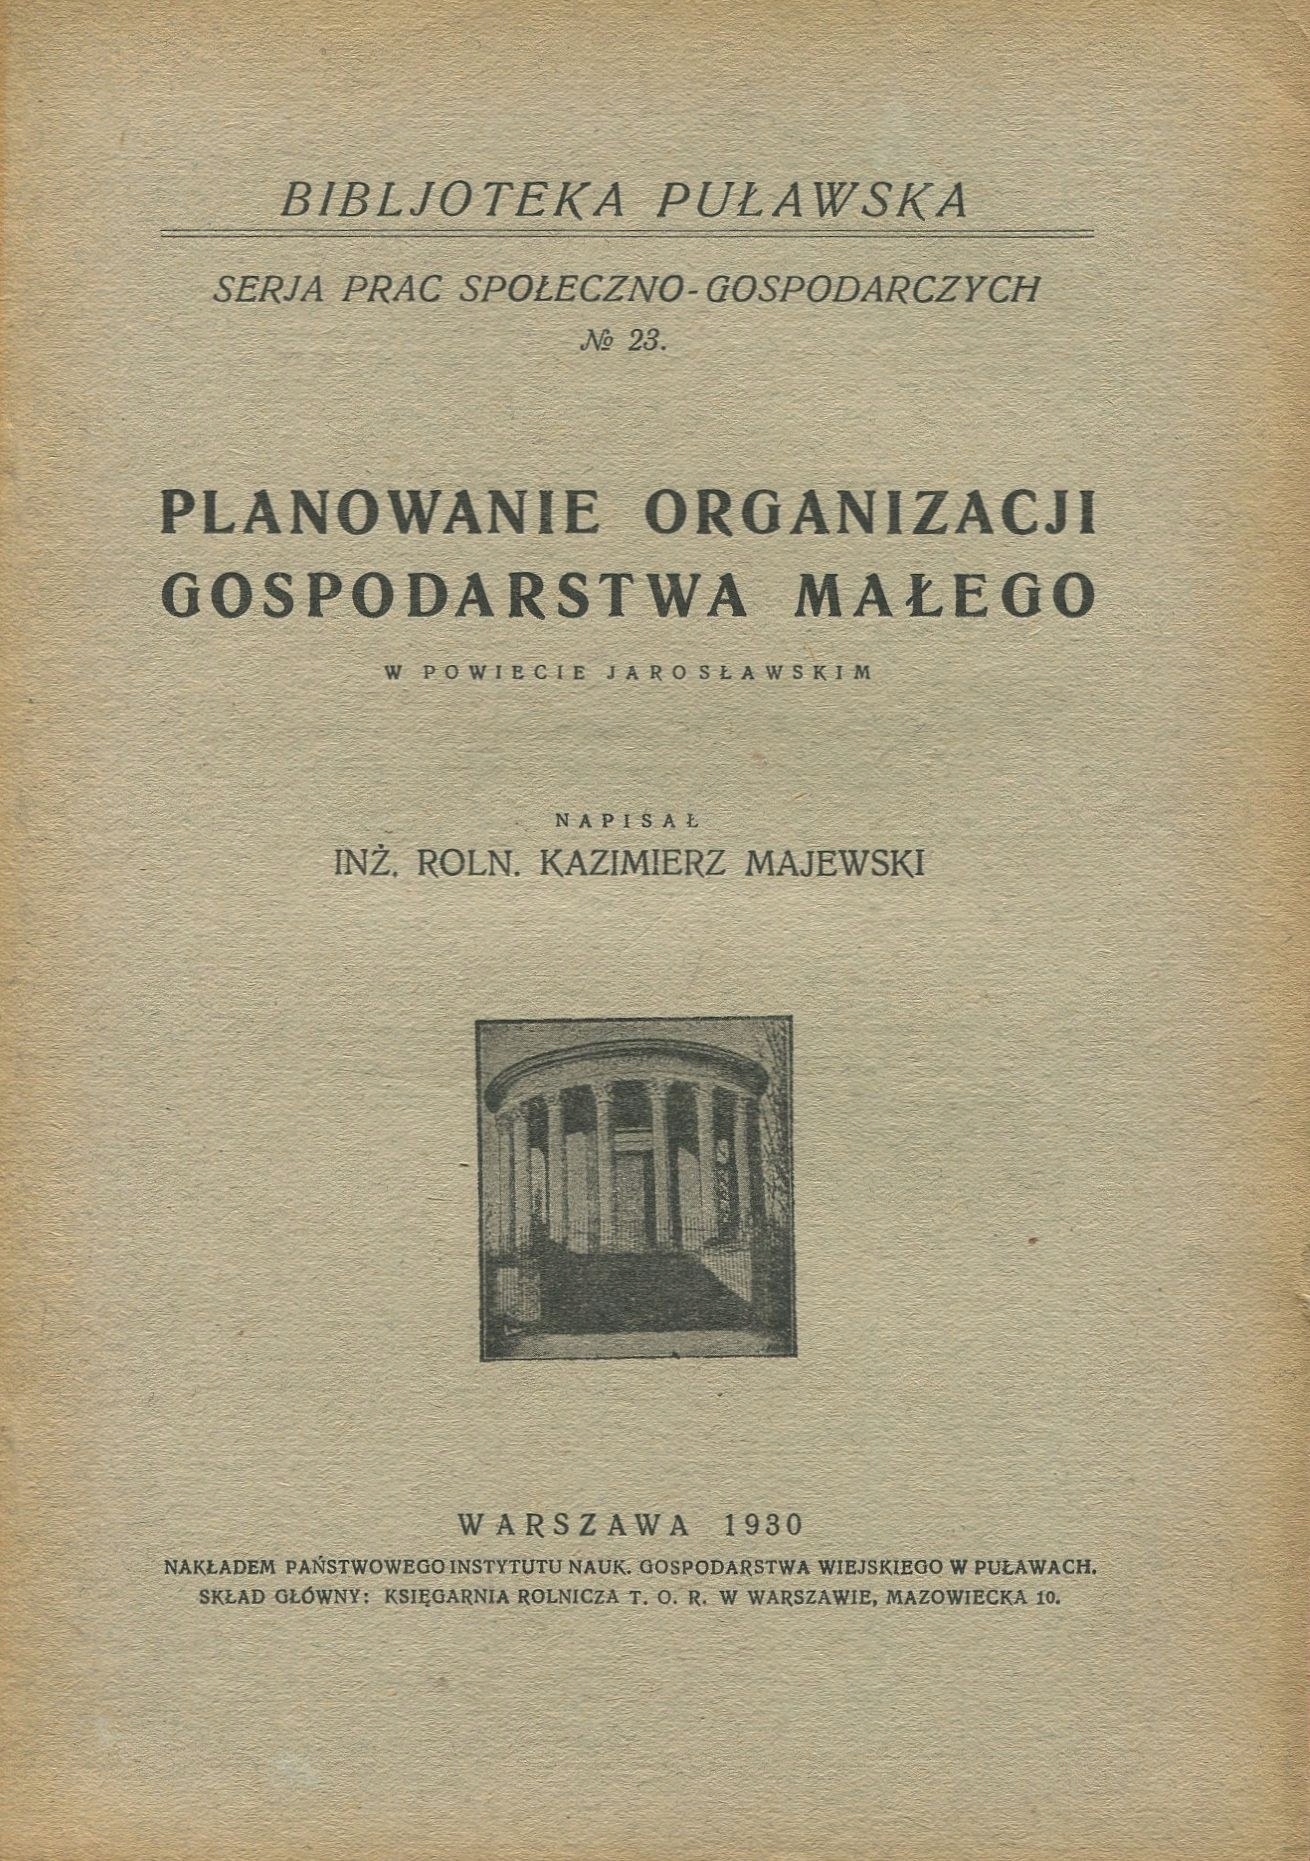 BIBLJOTEKA PUŁAWSKA
SERJA PRAC SPOŁECZNO-GOSPODARCZYCH
№ 23.
PLANOWANIE ORGANIZACJI
GOSPODARSTWA MAŁEGO
W POWIECIE JAROSŁAWSKIM
NAPISAŁ
INŻ. ROLN. KAZIMIERZ MAJEWSKI
WARSZAWA 1930
NAKŁADEM PAŃSTWOWEGO INSTYTUTU NAUK. GOSPODARSTWA WIEJSKIEGO W PUŁAWACH.
SKŁAD GŁÓWNY: KSIĘGARNIA ROLNICZA T. O. R. W WARSZAWIE, MAZOWIECKA 10.